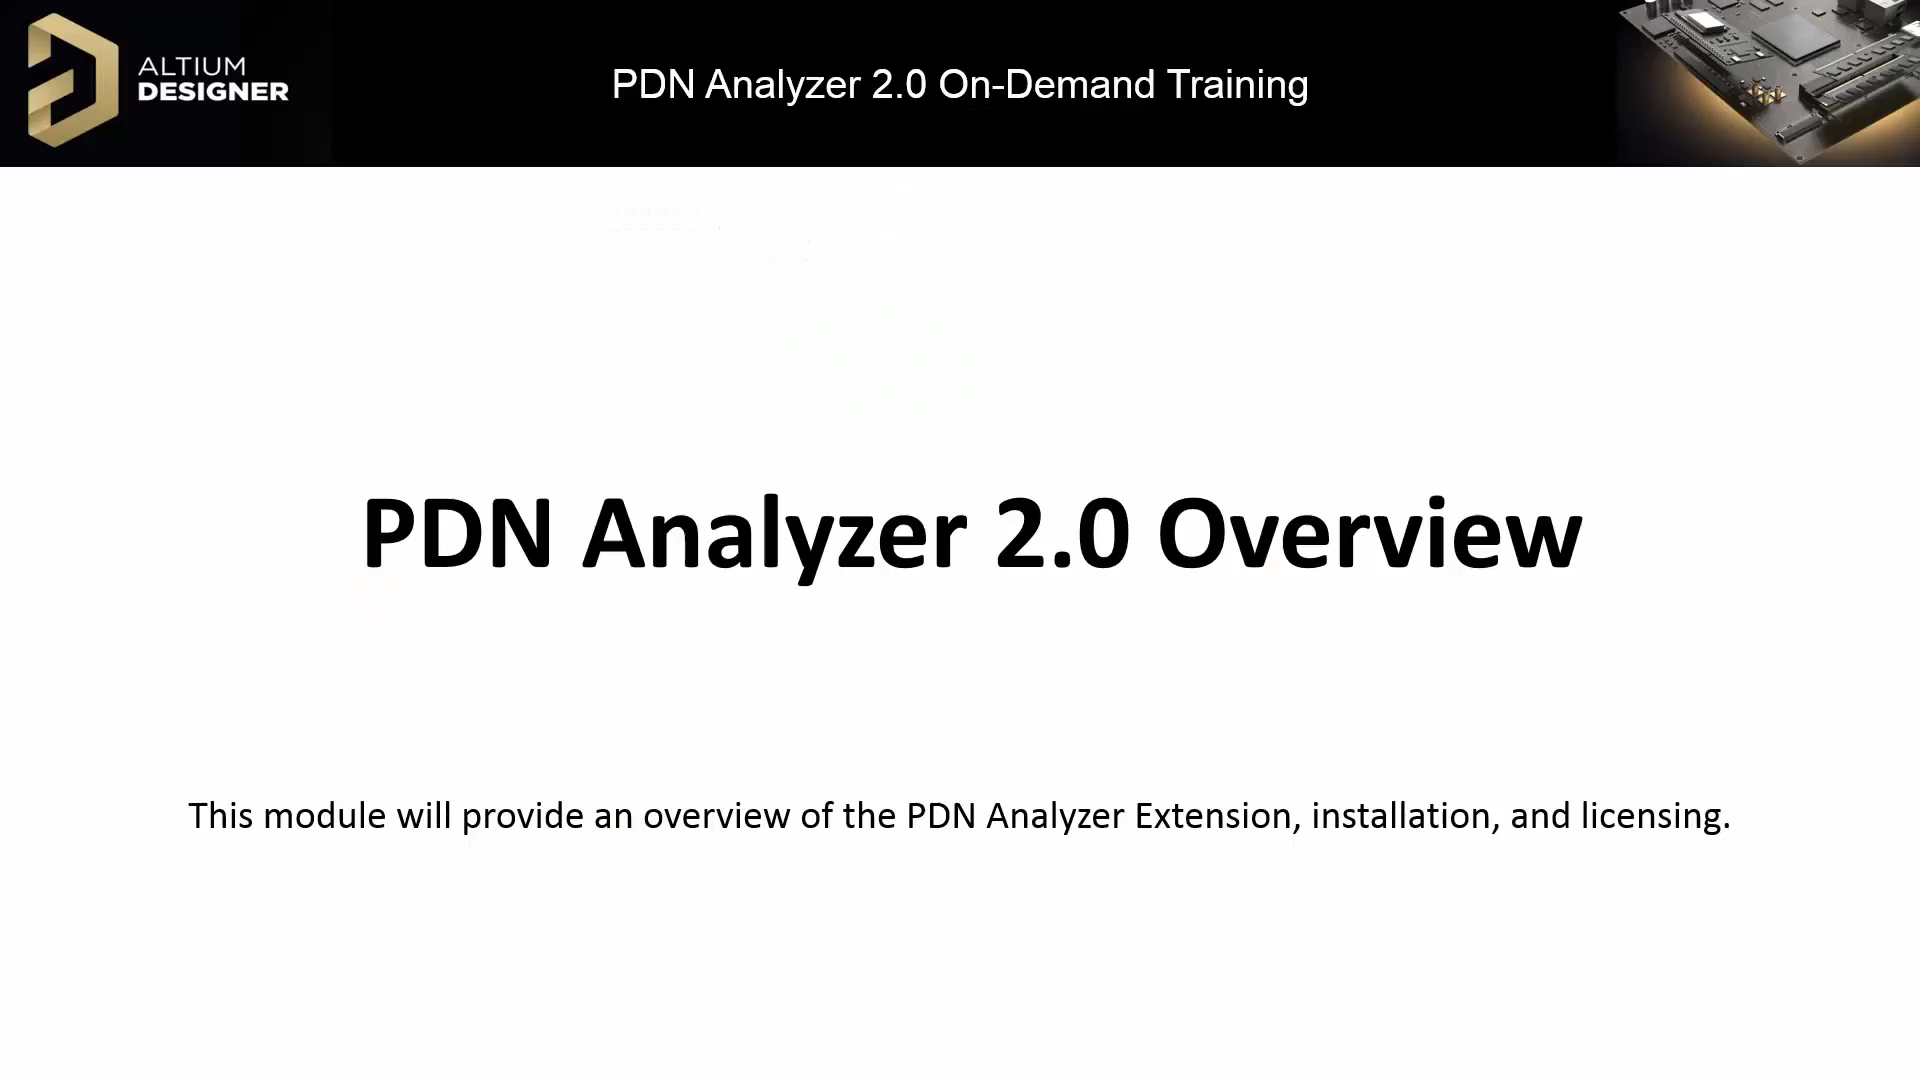 ALTIUM
DESIGNER
PDN Analyzer 2.0 On-Demand Training
PDN Analyzer 2.0 Overview
This module will provide an overview of the PDN Analyzer Extension, installation, and licensing.